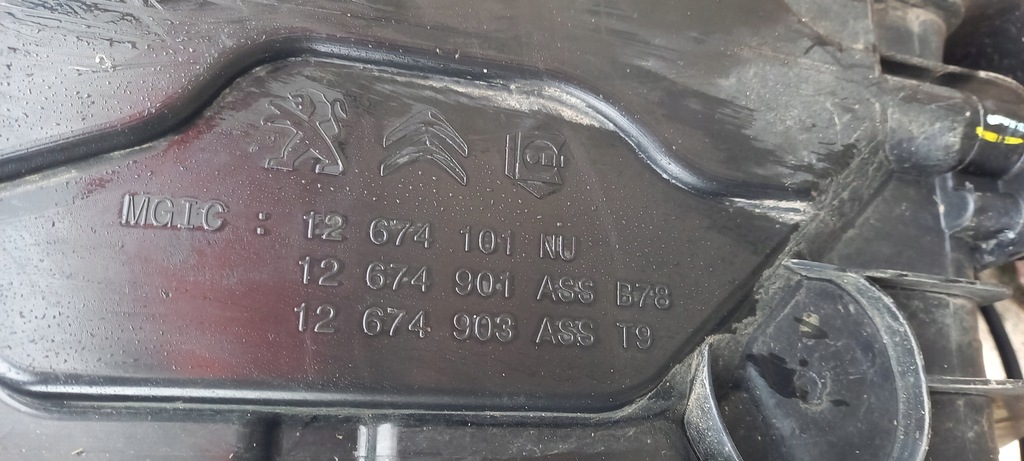 MGIC : 12 674 101 NU
12 674 901 ASS B78
12 674 903 ASS T9